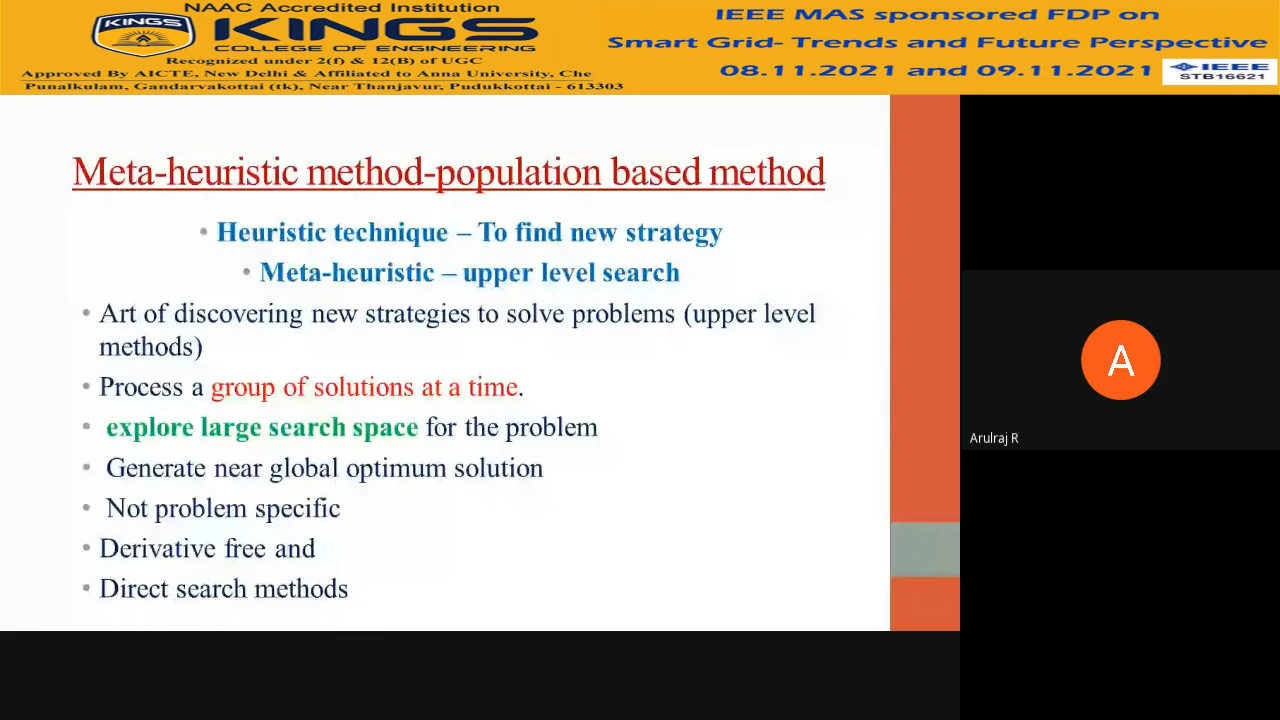 NAAC Accredited Institution
KINGS
KINGS
COLLEGE OF ENGINEERING
Recognized under 2(f) & 12(B) of UGC
Approved By AICTE, New Delhi & Affiliated to Anna University, Che
Punalkulam, Gandarvakottai (tk), Near Thanjavur, Pudukkottai - 613303
IEEE MAS sponsored FDP on
Smart Grid- Trends and Future Perspective
08.11.2021 and 09.11.2021
IEEE
STB16621
Meta-heuristic method-population based method
• Heuristic technique – To find new strategy
• Meta-heuristic – upper level search
• Art of discovering new strategies to solve problems (upper level
methods)
• Process a group of solutions at a time.
• explore large search space for the problem
• Generate near global optimum solution
• Not problem specific
• Derivative free and
• Direct search methods
A
Arulraj R